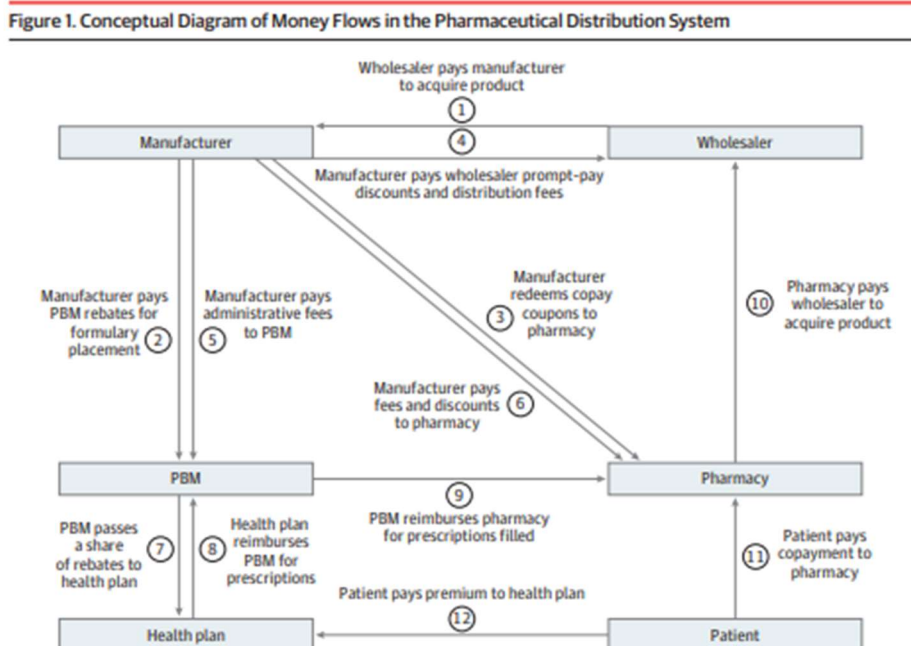 Figure 1. Conceptual Diagram of Money Flows in the Pharmaceutical Distribution System
Wholesaler pays manufacturer
to acquire product
1
Manufacturer
4
Wholesaler
Manufacturer pays wholesaler prompt-pay
discounts and distribution fees
Manufacturer pays
PBM rebates for
formulary
placement
2
Manufacturer pays
administrative fees
to PBM
5
Manufacturer
redeems copay
coupons to
pharmacy
3
Pharmacy pays
wholesaler to
acquire product
10
Manufacturer pays
fees and discounts
to pharmacy
6
PBM
Pharmacy
9
PBM reimburses pharmacy
for prescriptions filled
PBM passes
a share
of rebates to
health plan
7
Health plan
reimburses
PBM for
prescriptions
8
Patient pays
copayment to
pharmacy
11
Patient pays premium to health plan
12
Health plan
Patient